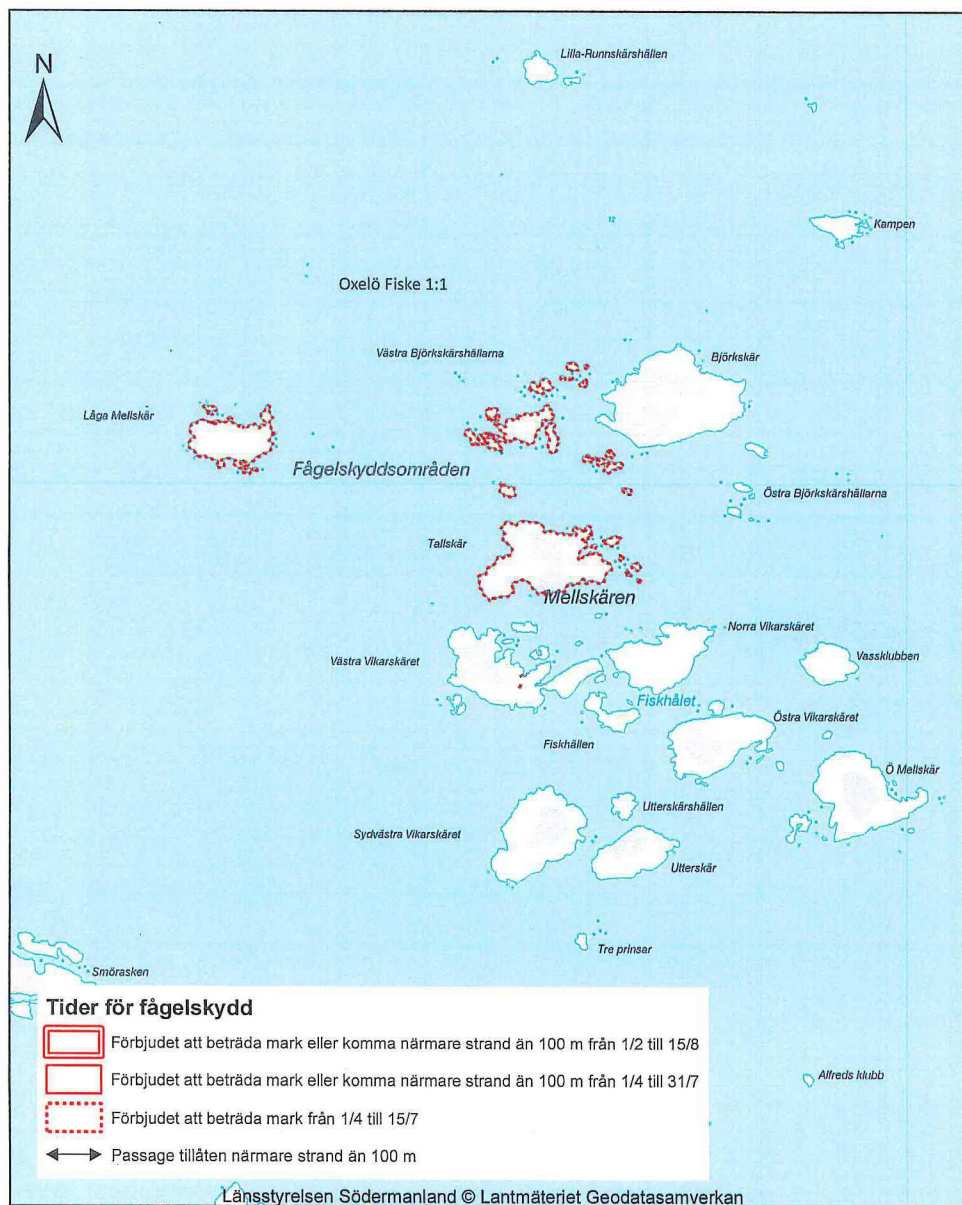 Lilla-Runnskärshällen
N
12
Kampen
Oxelö Fiske 1:1
Västra Björkskärshällarna
Björkskär
Låga Mellskär
Fågelskyddsområden
Östra Björkskärshällarna
Tallskär
Mellskären
Norra Vikarskäret
Västra Vikarskäret
Vassklubben
Fiskhålet
Östra Vikarskäret
Fiskhällen
Ö Mellskär
Utterskärshällen
Sydvästra Vikarskäret
Utterskär
Tre prinsar
Smörasken
Tider för fågelskydd
Förbjudet att beträda mark eller komma närmare strand än 100 m från 1/2 till 15/8
Förbjudet att beträda mark eller komma närmare strand än 100 m från 1/4 till 31/7
Förbjudet att beträda mark från 1/4 till 15/7
Passage tillåten närmare strand än 100 m
Alfreds klubb
Länsstyrelsen Södermanland © Lantmäteriet Geodatasamverkan